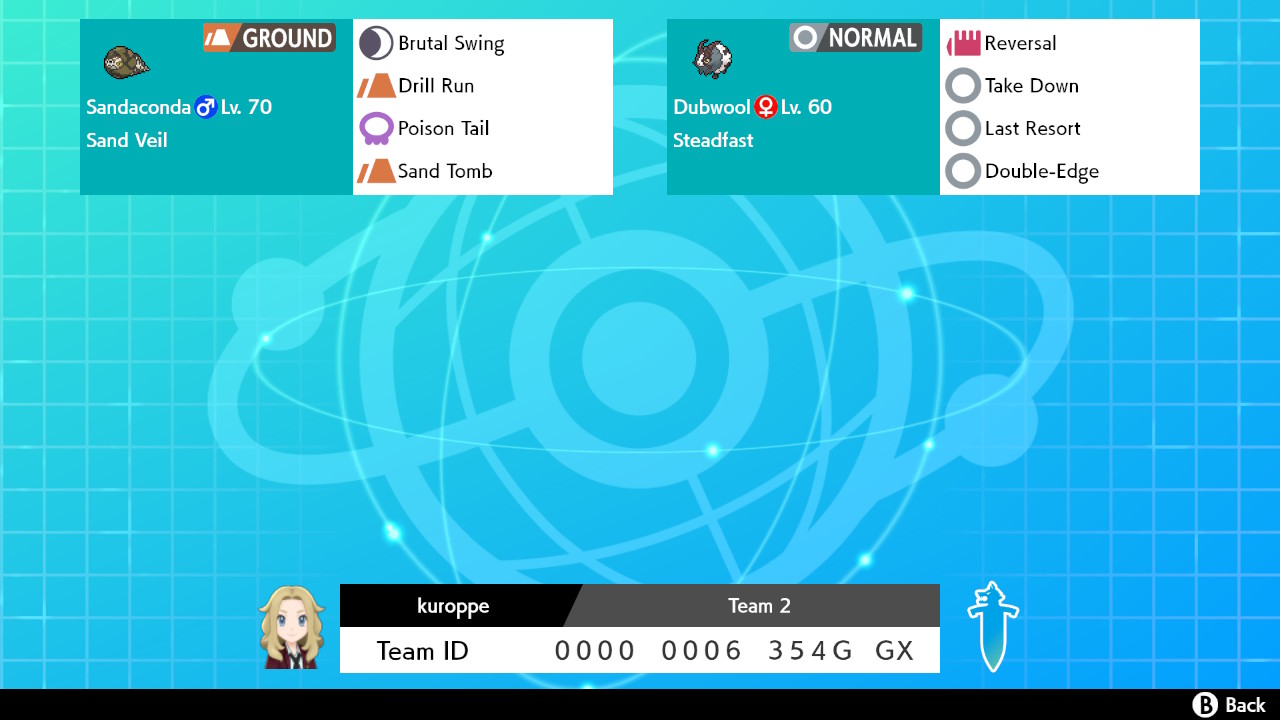 GROUND
Sandaconda ♂ Lv. 70
Sand Veil
Brutal Swing
Drill Run
Poison Tail
Sand Tomb
NORMAL
Dubwool ♀ Lv. 60
Steadfast
Reversal
Take Down
Last Resort
Double-Edge
kuroppe
Team 2
Team ID 0000 0006 354G GX
B Back